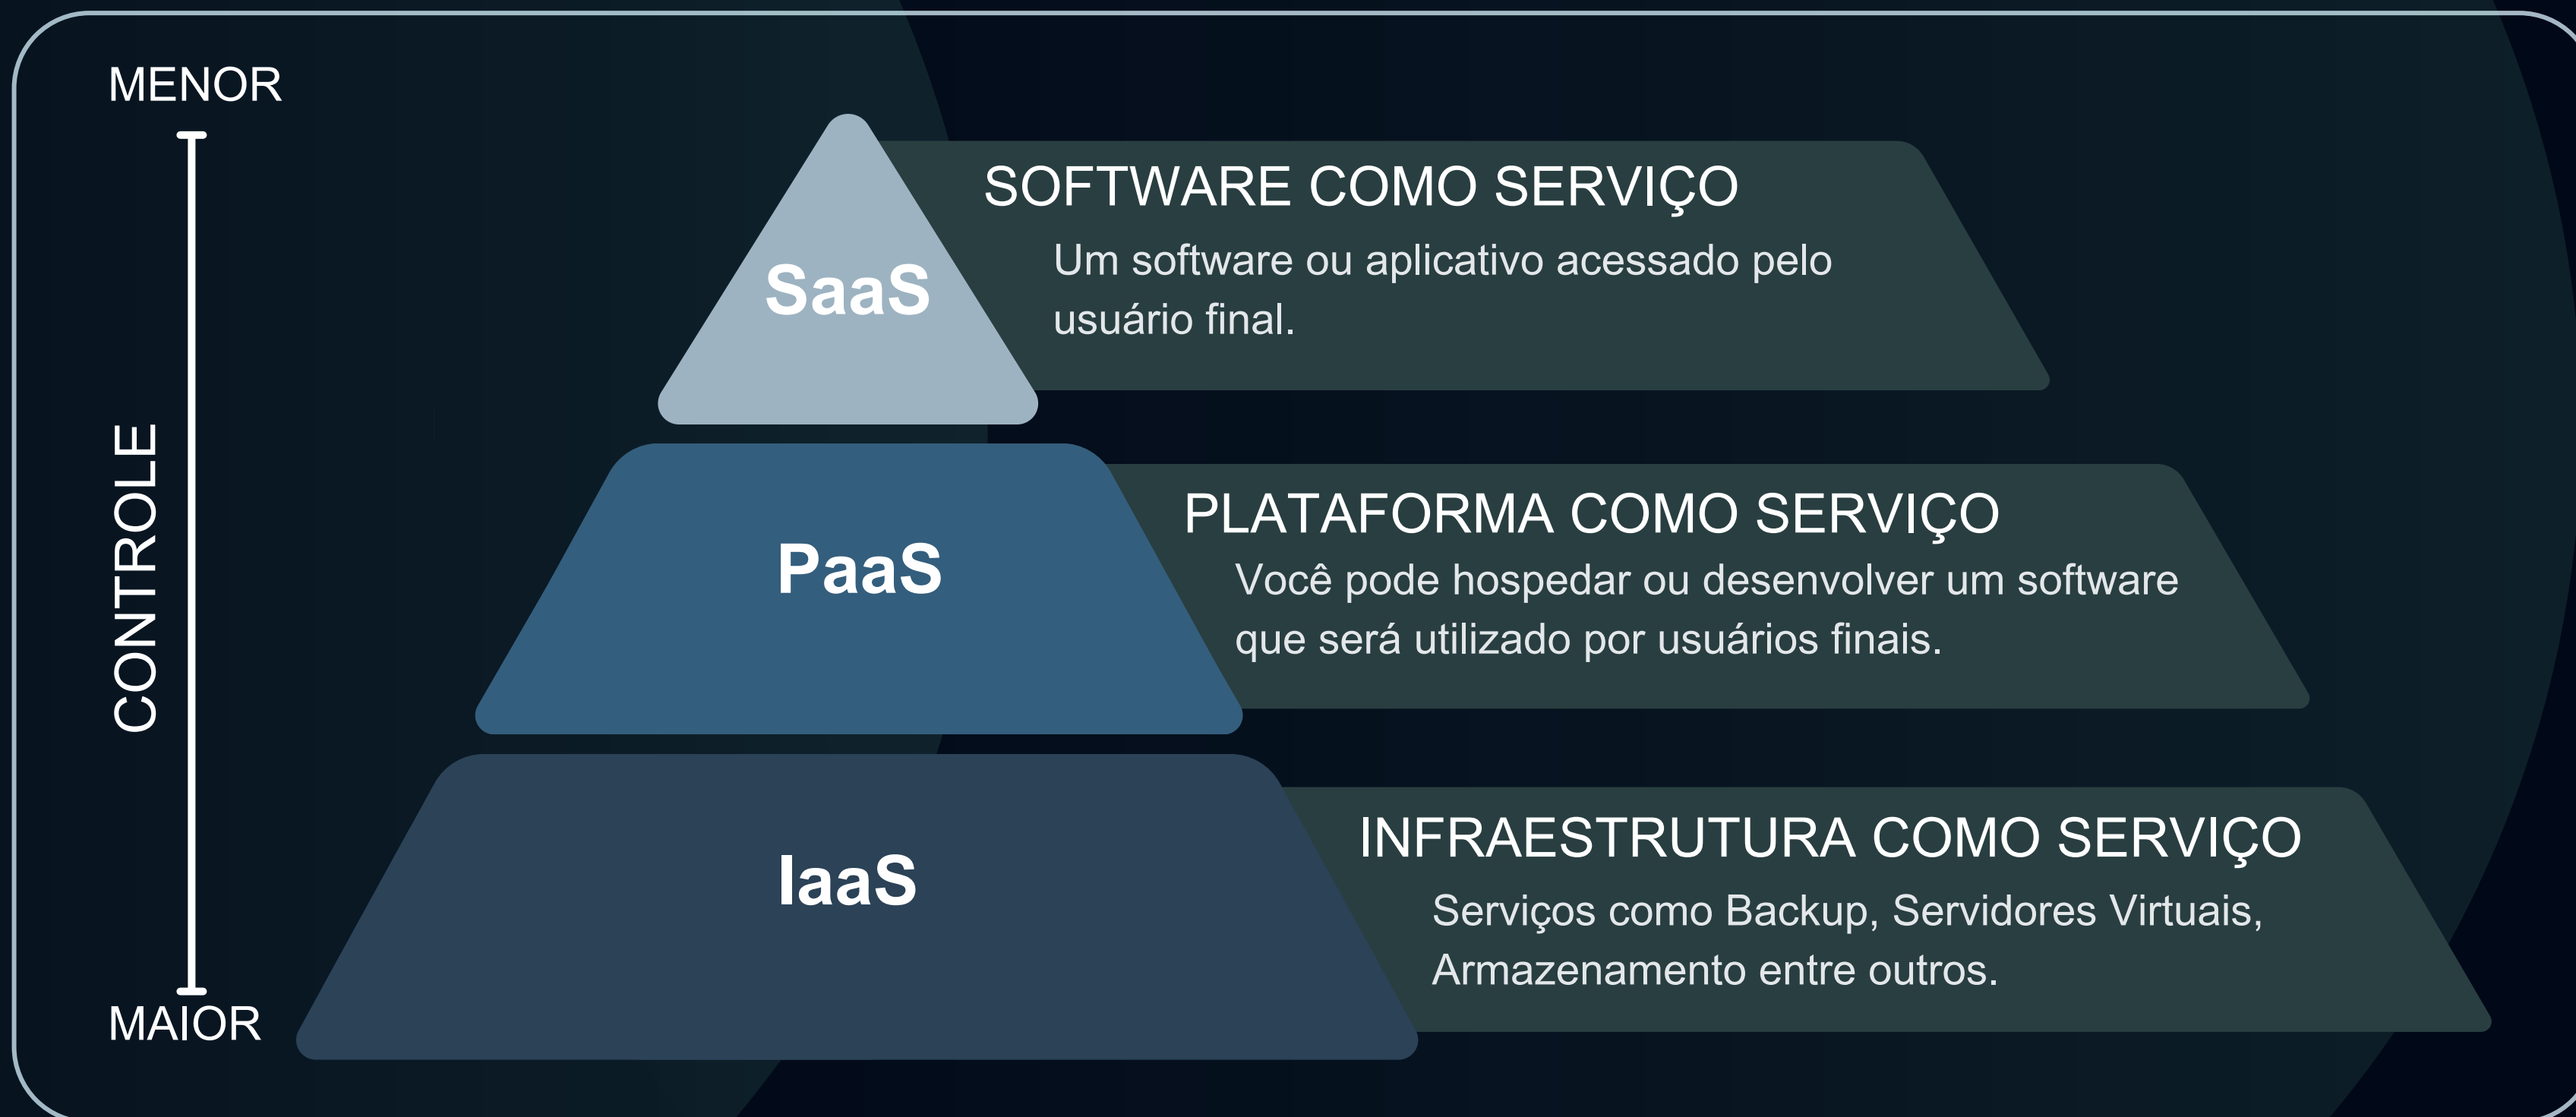 MENOR
CONTROLE
MAIOR
SaaS
SOFTWARE COMO SERVIÇO
Um software ou aplicativo acessado pelo
usuário final.
PaaS
PLATAFORMA COMO SERVIÇO
Você pode hospedar ou desenvolver um software
que será utilizado por usuários finais.
IaaS
INFRAESTRUTURA COMO SERVIÇO
Serviços como Backup, Servidores Virtuais,
Armazenamento entre outros.